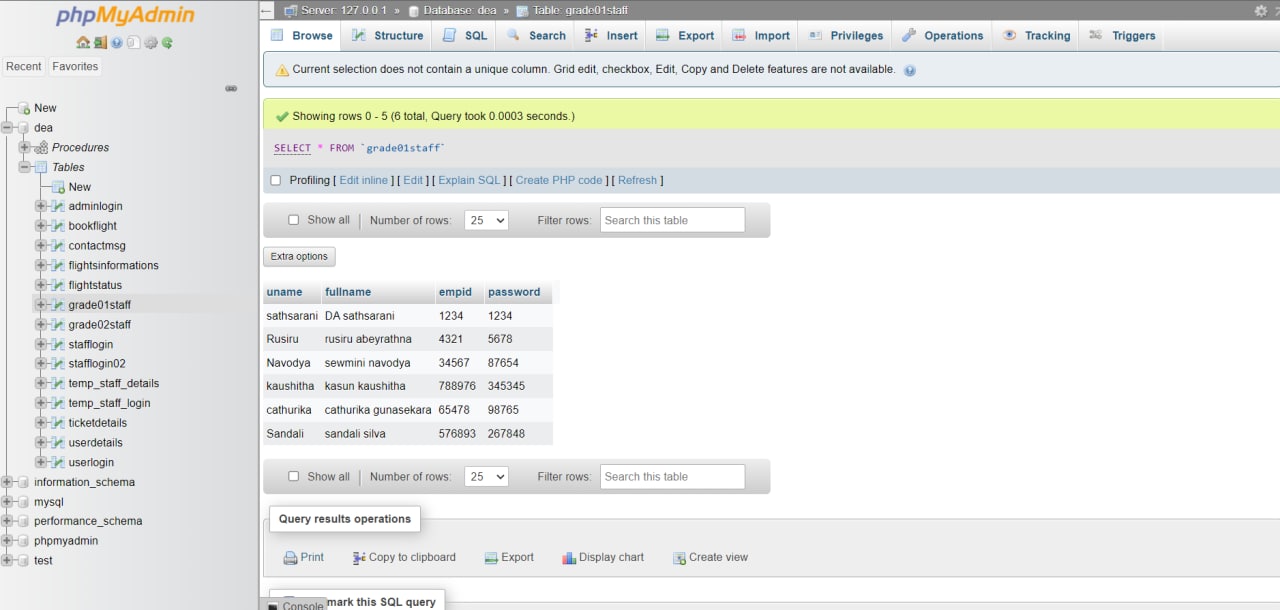 phpMyAdmin
Recent Favorites
New
dea
Procedures
Tables
New
adminlogin
bookflight
contactmsg
flightsinformations
flightstatus
grade01staff
grade02staff
stafflogin
stafflogin02
temp_staff_details
temp_staff_login
ticketdetails
userdetails
userlogin
information_schema
mysql
performance_schema
phpmyadmin
test
Server: 127.0.0.1 » Database: dea » Table: grade01staff
Browse Structure SQL Search Insert Export Import Privileges Operations Tracking Triggers
Current selection does not contain a unique column. Grid edit, checkbox, Edit, Copy and Delete features are not available.
Showing rows 0 - 5 (6 total, Query took 0.0003 seconds.)
SELECT * FROM `grade01staff`
Profiling [ Edit inline ] [ Edit ] [ Explain SQL ] [ Create PHP code ] [ Refresh ]
Show all | Number of rows: 25 Filter rows: Search this table
Extra options
uname fullname empid password
sathsarani DA sathsarani 1234 1234
Rusiru rusiru abeyrathna 4321 5678
Navodya sewmini navodya 34567 87654
kaushitha kasun kaushitha 788976 345345
cathurika cathurika gunasekara 65478 98765
Sandali sandali silva 576893 267848
Show all | Number of rows: 25 Filter rows: Search this table
Query results operations
Print Copy to clipboard Export Display chart Create view
mark this SQL query
Console